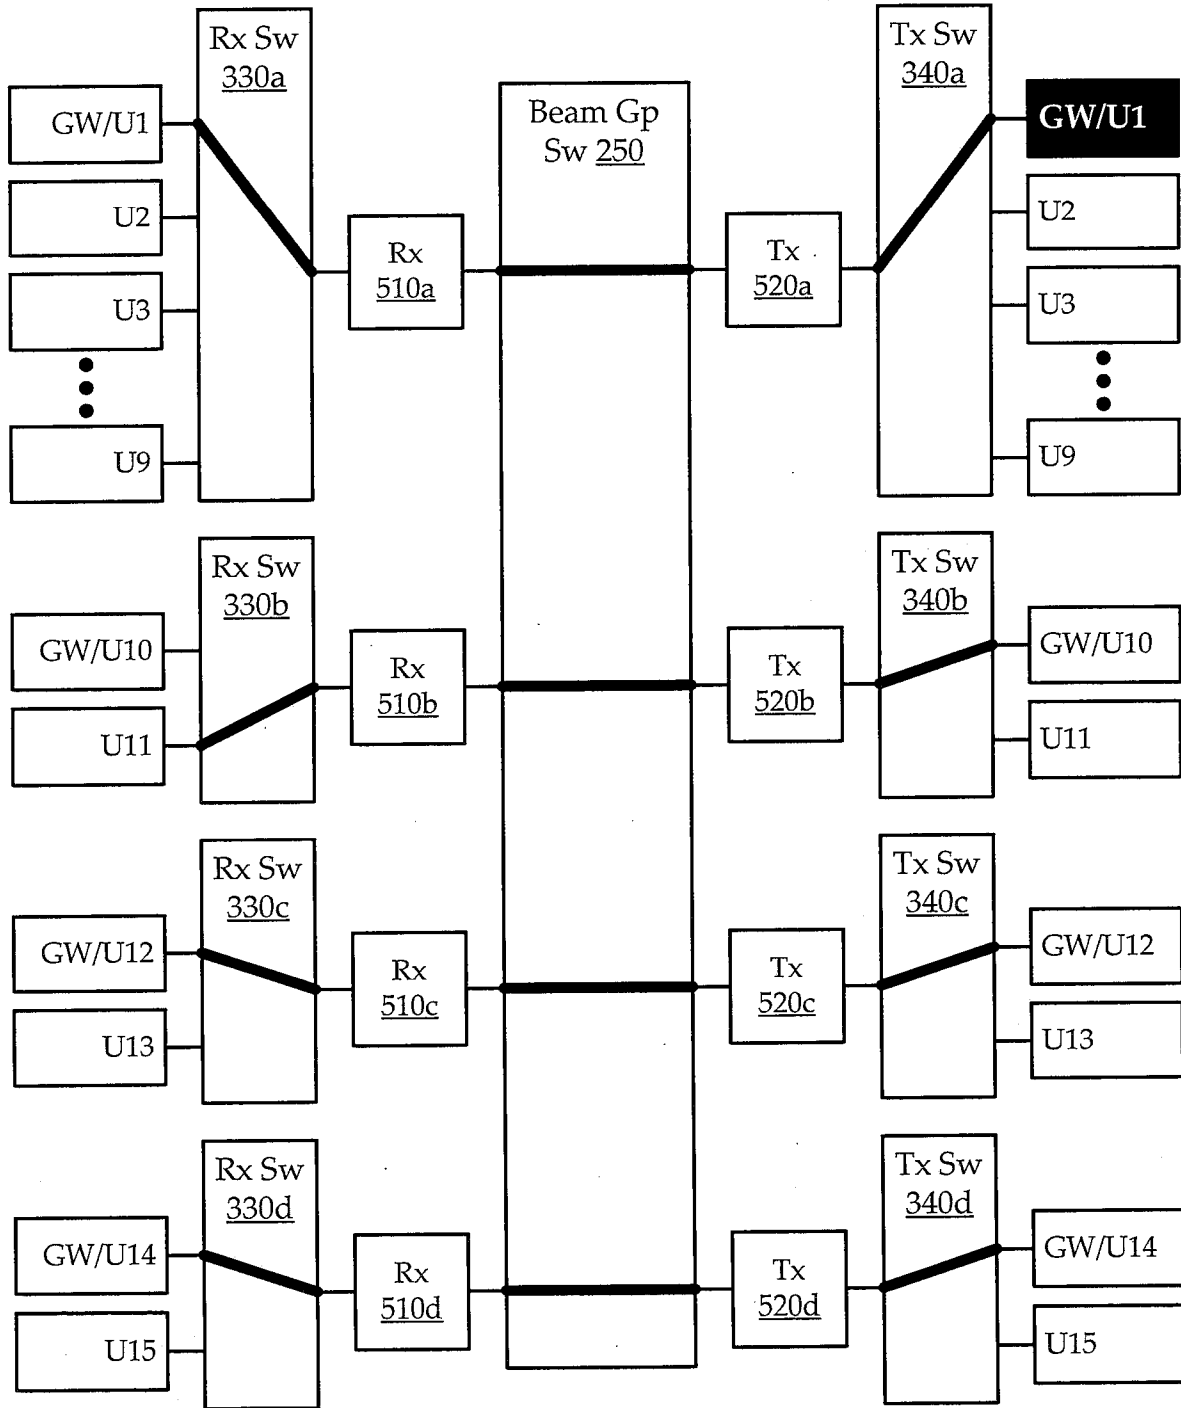 Rx Sw
330a
Tx Sw
340a
GW/U1
Beam Gp
Sw 250
GW/U1
U2
U2
Rx
510a
Tx
520a
U3
U3
U9
U9
Rx Sw
330b
Tx Sw
340b
GW/U10
GW/U10
Rx
510b
Tx
520b
U11
U11
Rx Sw
330c
Tx Sw
340c
GW/U12
GW/U12
Rx
510c
Tx
520c
U13
U13
Rx Sw
330d
Tx Sw
340d
GW/U14
GW/U14
Rx
510d
Tx
520d
U15
U15